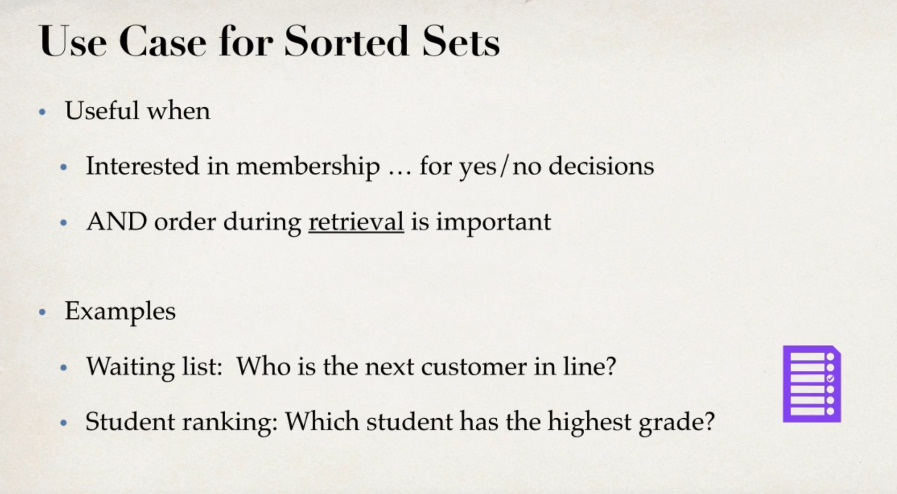 Use Case for Sorted Sets
• Useful when
• Interested in membership … for yes/no decisions
• AND order during retrieval is important
• Examples
• Waiting list:  Who is the next customer in line?
• Student ranking: Which student has the highest grade?